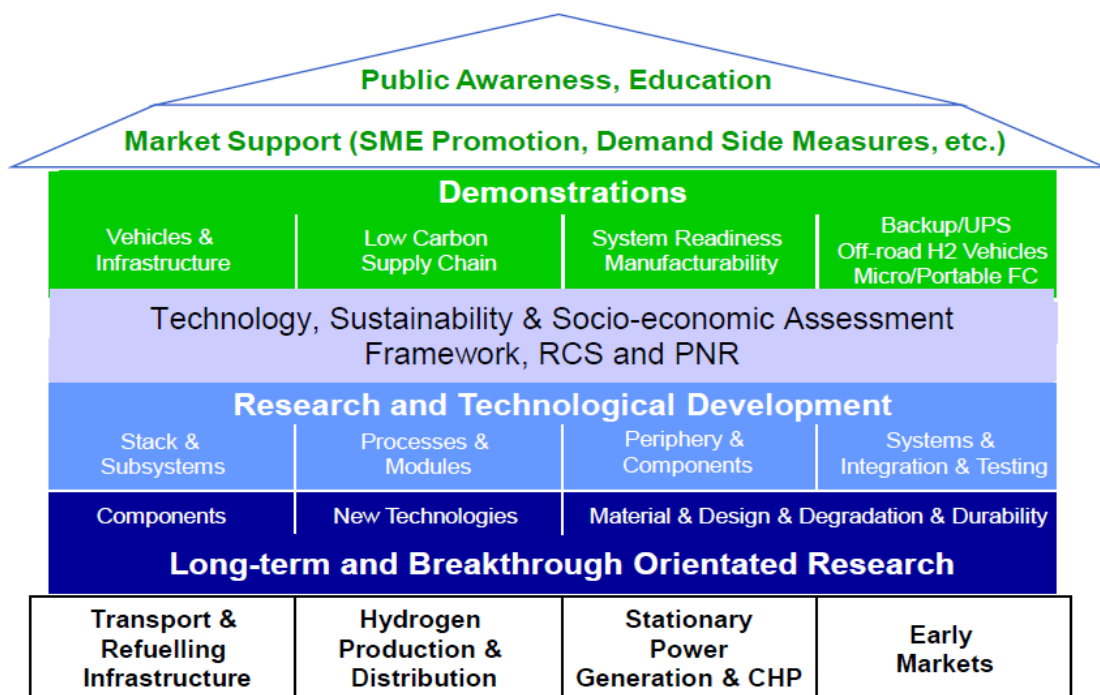 Public Awareness, Education
Market Support (SME Promotion, Demand Side Measures, etc.)
Demonstrations
Vehicles &
Infrastructure
Low Carbon
Supply Chain
System Readiness
Manufacturability
Backup/UPS
Off-road H2 Vehicles
Micro/Portable FC
Technology, Sustainability & Socio-economic Assessment
Framework, RCS and PNR
Research and Technological Development
Stack &
Subsystems
Processes &
Modules
Periphery &
Components
Systems &
Integration & Testing
Components
New Technologies
Material & Design & Degradation & Durability
Long-term and Breakthrough Orientated Research
Transport &
Refuelling
Infrastructure
Hydrogen
Production &
Distribution
Stationary
Power
Generation & CHP
Early
Markets